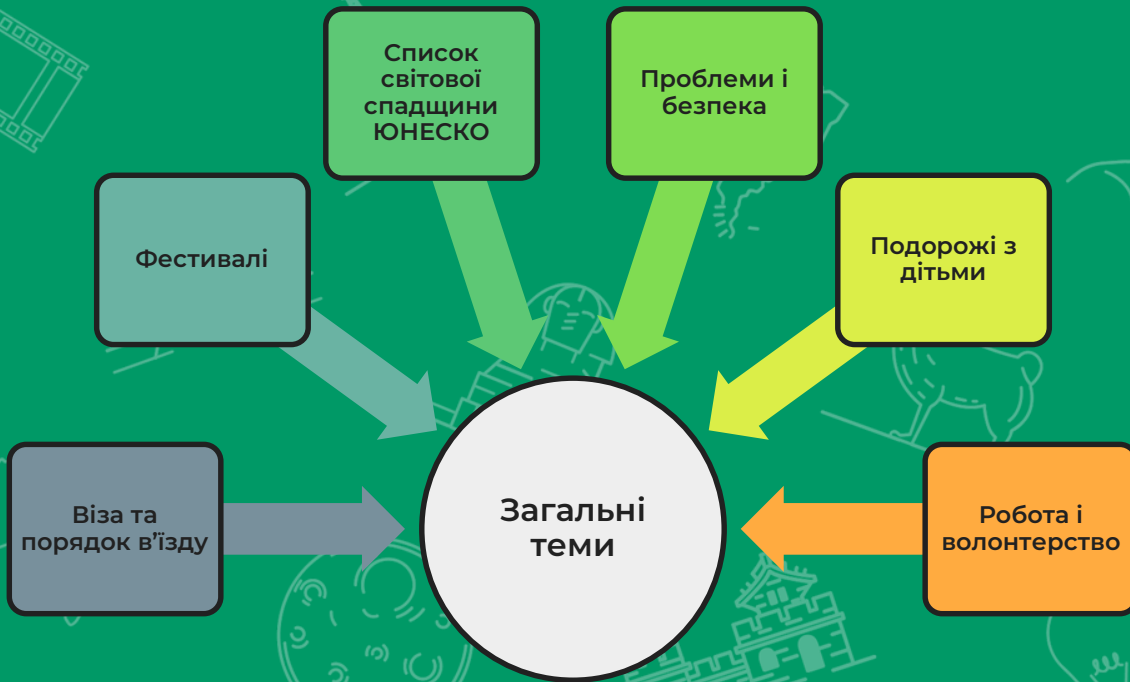 Список
світової
спадщини
ЮНЕСКО
Проблеми і
безпека
Фестивалі
Подорожі з
дітьми
Віза та
порядок в'їзду
Загальні
теми
Робота і
волонтерство